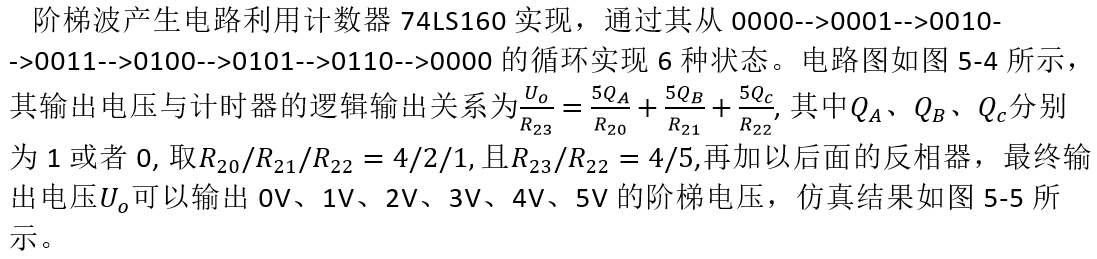 阶梯波产生电路利用计数器 74LS160 实现，通过其从 0000-->0001-->0010-
->0011-->0100-->0101-->0110-->0000 的循环实现 6 种状态。电路图如图 5-4 所示，
其输出电压与计时器的逻辑输出关系为$\frac{U_o}{R_{23}} = \frac{5Q_A}{R_{20}} + \frac{5Q_B}{R_{21}} + \frac{5Q_c}{R_{22}}$, 其中$Q_A$、$Q_B$、$Q_c$分别
为 1 或者 0, 取$R_{20}/R_{21}/R_{22} = 4/2/1$, 且$R_{23}/R_{22} = 4/5$,再加以后面的反相器，最终输
出电压$U_o$可以输出 0V、1V、2V、3V、4V、5V 的阶梯电压，仿真结果如图 5-5 所
示。